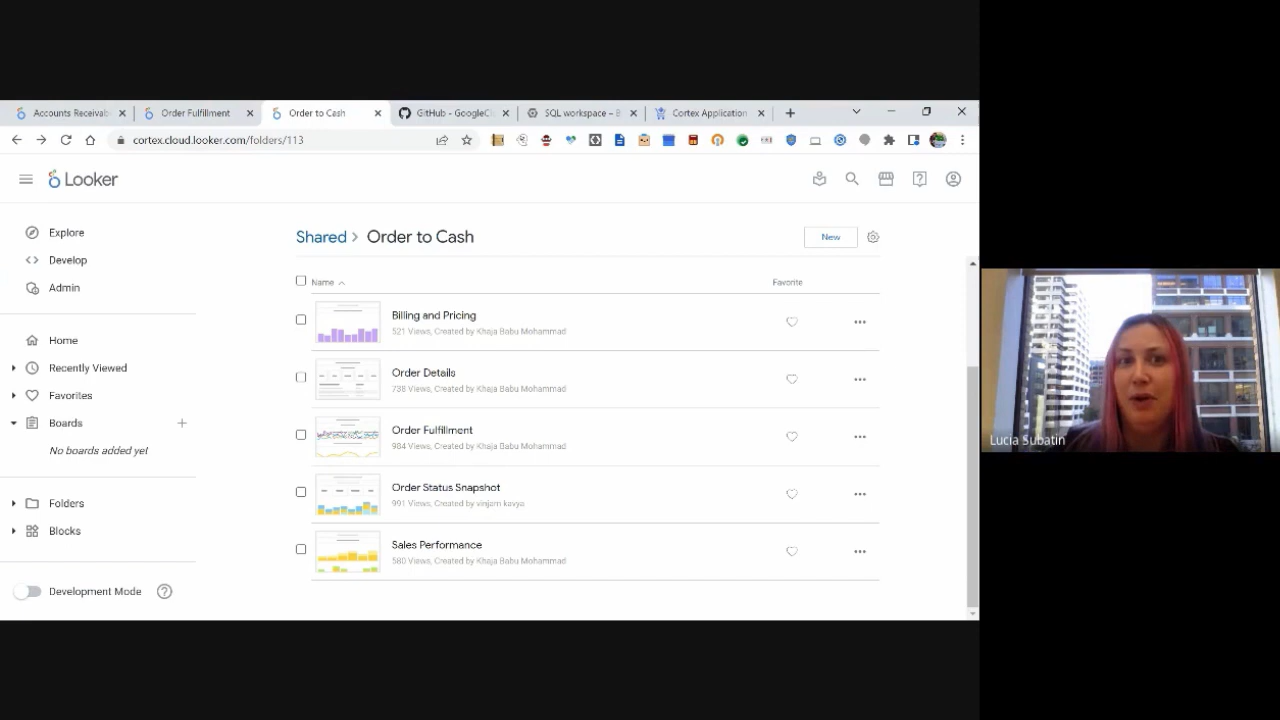 Accounts Receivab
Order Fulfillment
Order to Cash
GitHub - GoogleCl
SQL workspace – B
Cortex Application
cortex.cloud.looker.com/folders/113
Looker
Explore
Develop
Admin
Home
Recently Viewed
Favorites
Boards
No boards added yet
Folders
Blocks
Development Mode
Shared > Order to Cash
New
Name
Favorite
Billing and Pricing
521 Views, Created by Khaja Babu Mohammad
Order Details
738 Views, Created by Khaja Babu Mohammad
Order Fulfillment
984 Views, Created by Khaja Babu Mohammad
Order Status Snapshot
991 Views, Created by vinjam kavya
Sales Performance
580 Views, Created by Khaja Babu Mohammad
Lucia Subatin